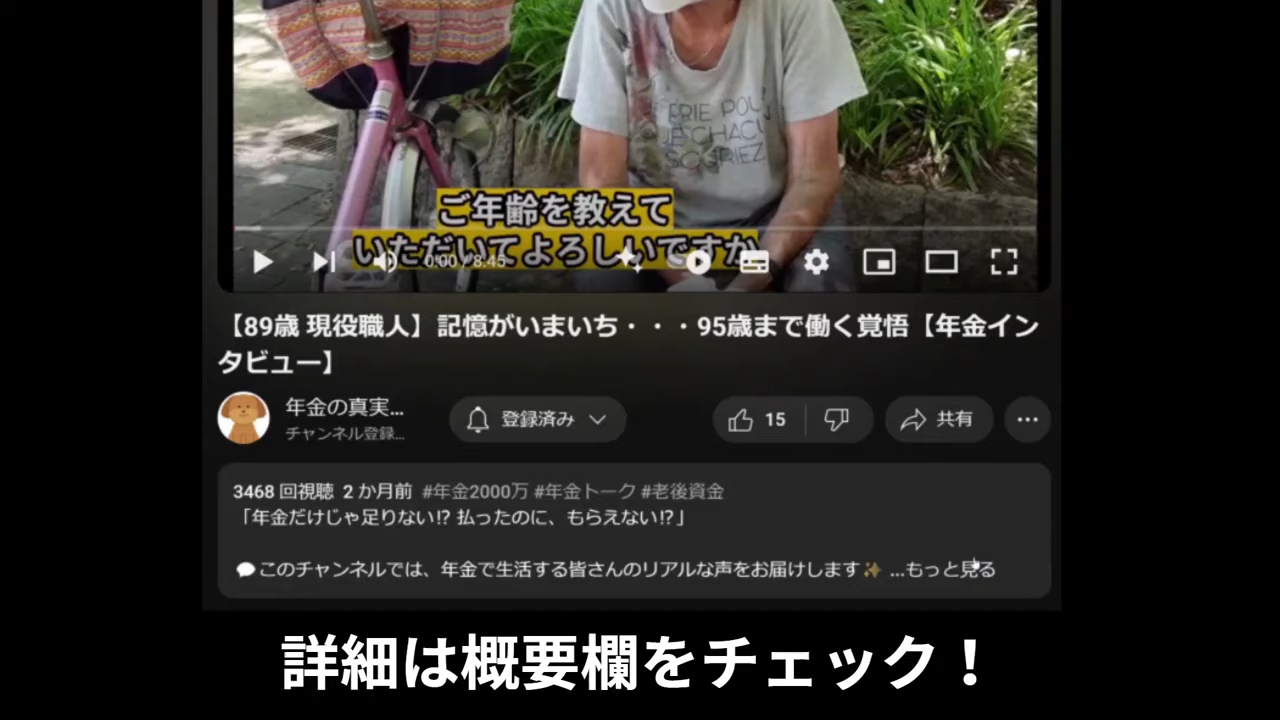 ERIE POU
JE CHACU
SOURIEZ
ご年齢を教えて
いただいてよろしいですか
0:00 / 8:45
【89歳 現役職人】記憶がいまいち・・・95歳まで働く覚悟【年金イン
タビュー】
年金の真実...
チャンネル登録...
登録済み
15
共有
3468 回視聴 2 か月前 #年金2000万 #年金トーク #老後資金
「年金だけじゃ足りない!? 払ったのに、もらえない!?」
💬このチャンネルでは、年金で生活する皆さんのリアルな声をお届けします✨ ...もっと見る
詳細は概要欄をチェック！